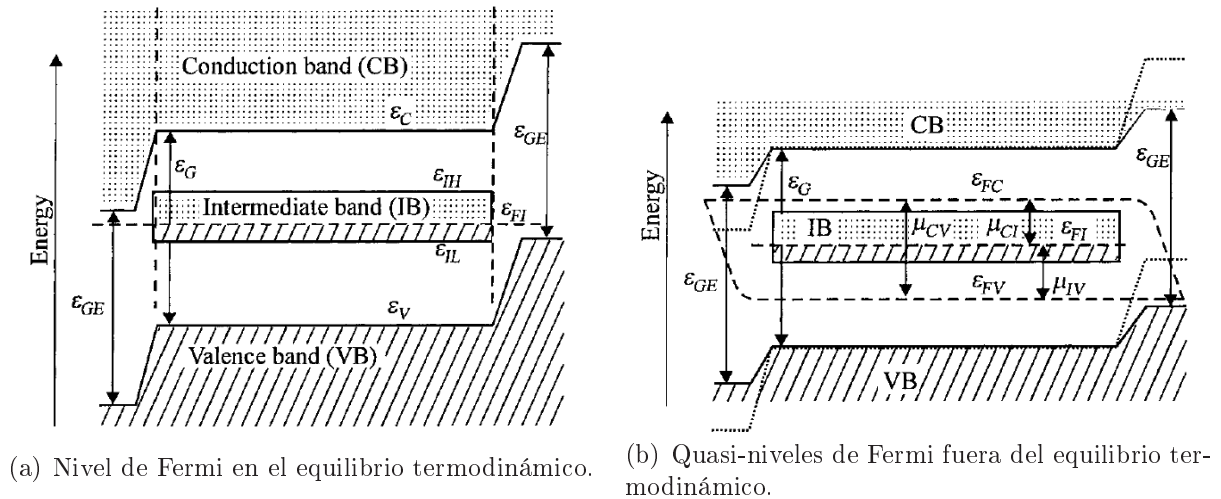 Energy
Conduction band (CB)
ε_C
ε_G
ε_GE
ε_IH
Intermediate band (IB)
ε_FI
ε_IL
ε_GE
ε_V
Valence band (VB)
(a) Nivel de Fermi en el equilibrio termodinámico.
Energy
CB
ε_GE
ε_G
ε_FC
IB
μ_CV
μ_CI
ε_FI
ε_GE
ε_FV
μ_IV
VB
(b) Quasi-niveles de Fermi fuera del equilibrio ter-
modinámico.